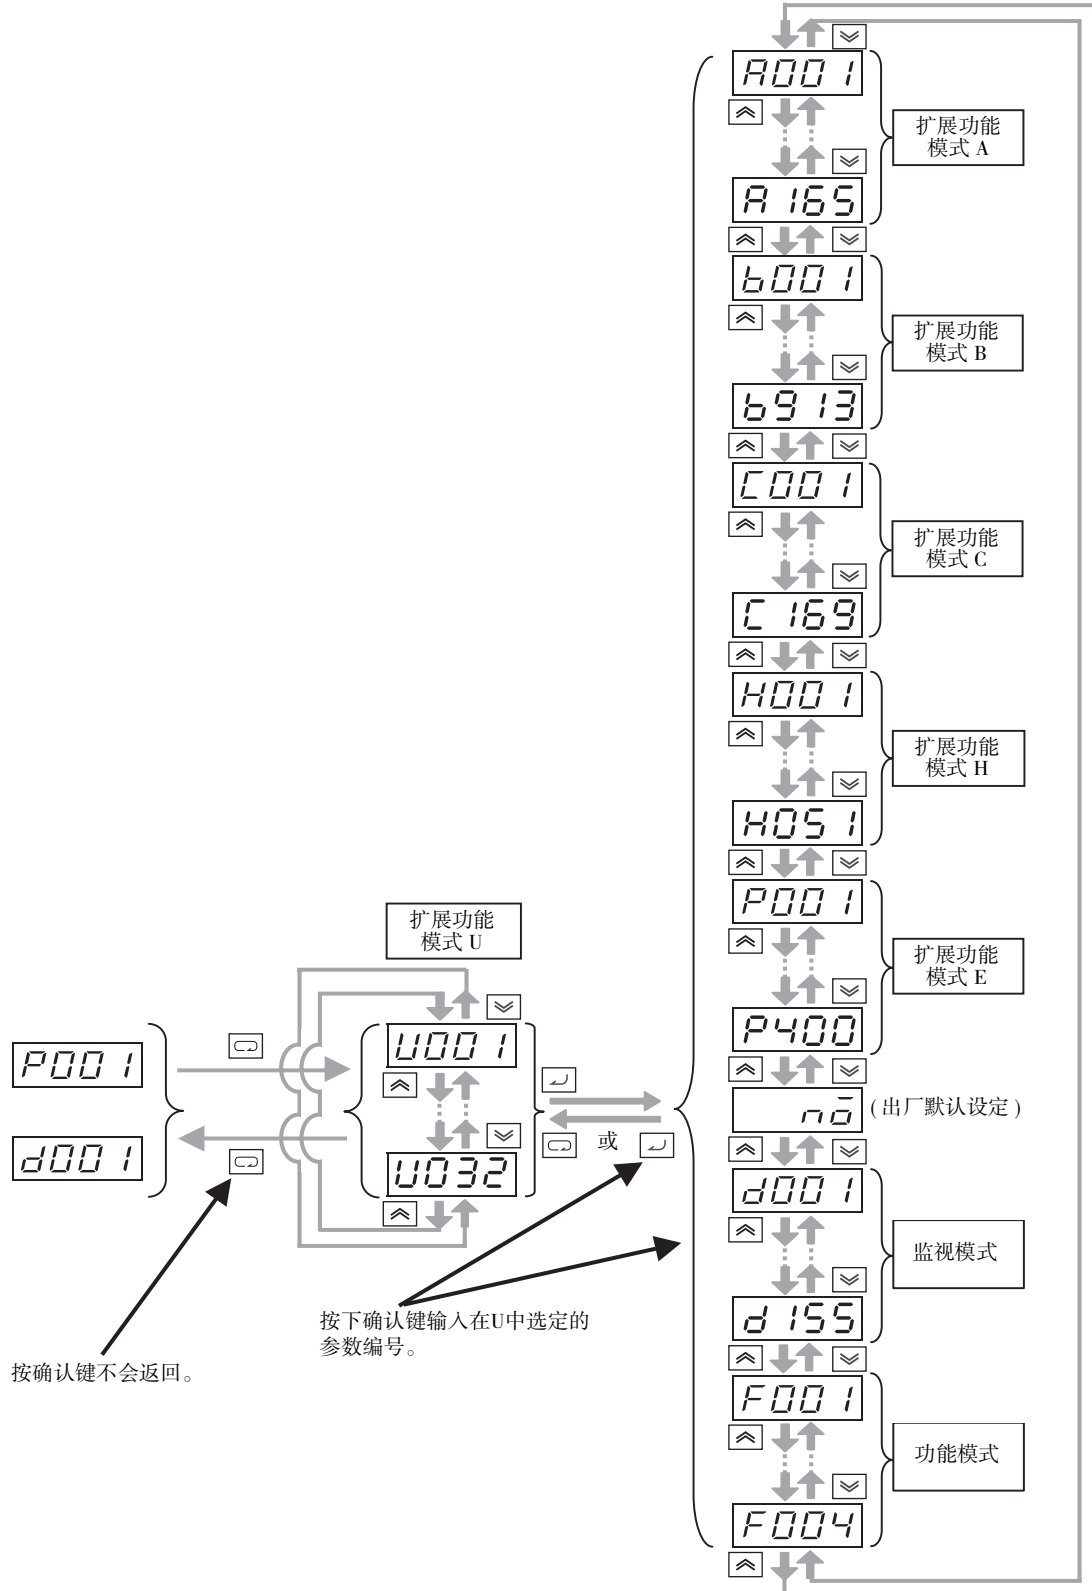 A001
扩展功能
模式 A
A165
b001
扩展功能
模式 B
b913
C001
扩展功能
模式 C
C169
H001
扩展功能
模式 H
H051
P001
扩展功能
模式 E
P400
no
(出厂默认设定)
d001
监视模式
d155
F001
功能模式
F004
扩展功能
模式 U
U001
U032
P001
d001
或
按下确认键输入在U中选定的
参数编号。
按确认键不会返回。